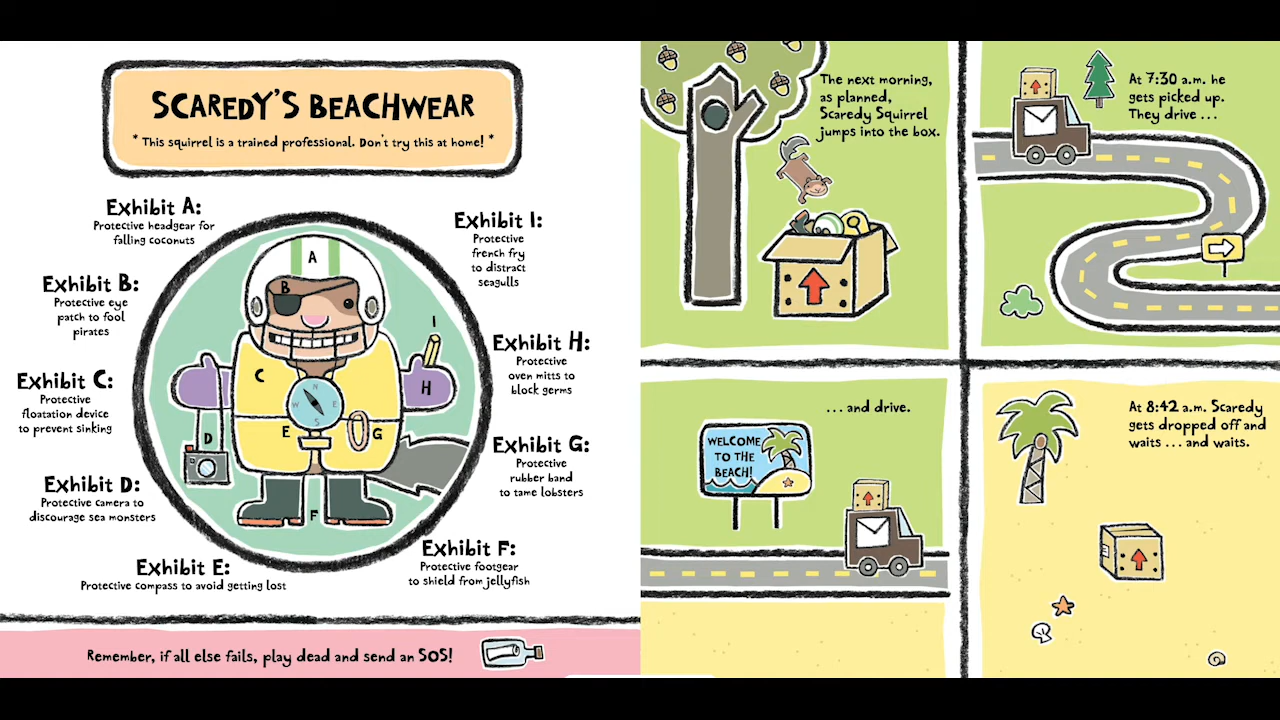 SCAREDY'S BEACHWEAR
* This squirrel is a trained professional. Don't try this at home! *
Exhibit A:
Protective headgear for
falling coconuts
Exhibit B:
Protective eye
patch to fool
pirates
Exhibit C:
Protective
floatation device
to prevent sinking
Exhibit D:
Protective camera to
discourage sea monsters
Exhibit E:
Protective compass to avoid getting lost
Exhibit F:
Protective footgear
to shield from jellyfish
Exhibit G:
Protective
rubber band
to tame lobsters
Exhibit H:
Protective
oven mitts to
block germs
Exhibit I:
Protective
french fry
to distract
seagulls
A
B
I
C
H
N
W E
S
D
E
G
F
Remember, if all else fails, play dead and send an SOS!
The next morning,
as planned,
Scaredy Squirrel
jumps into the box.
At 7:30 a.m. he
gets picked up.
They drive ...
... and drive.
WELCOME
TO THE
BEACH!
At 8:42 a.m. Scaredy
gets dropped off and
waits ... and waits.